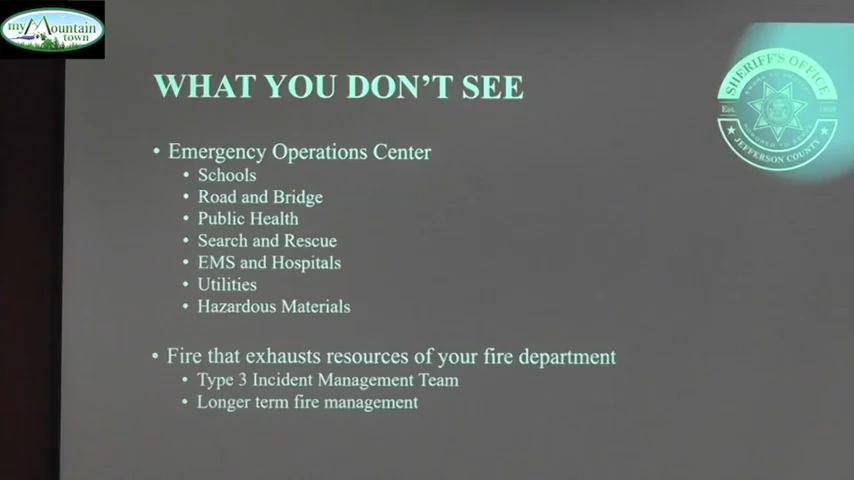 my Mountain
town
WHAT YOU DON'T SEE
SHERIFF'S OFFICE
Est.
JEFFERSON COUNTY
• Emergency Operations Center
• Schools
• Road and Bridge
• Public Health
• Search and Rescue
• EMS and Hospitals
• Utilities
• Hazardous Materials
• Fire that exhausts resources of your fire department
• Type 3 Incident Management Team
• Longer term fire management